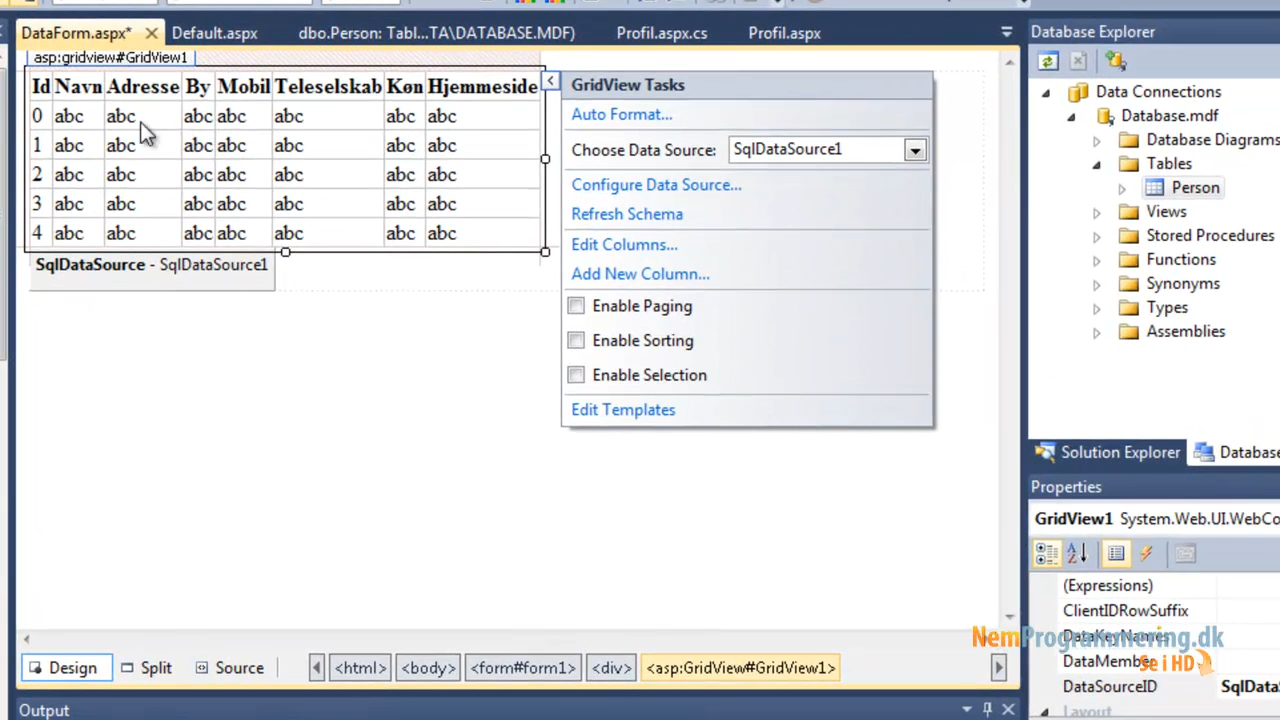 DataForm.aspx* Default.aspx dbo.Person: Tabl...TA\DATABASE.MDF) Profil.aspx.cs Profil.aspx
asp:gridview#GridView1
Id Navn Adresse By Mobil Teleselskab Køn Hjemmeside
0 abc abc abc abc abc abc abc
1 abc abc abc abc abc abc abc
2 abc abc abc abc abc abc abc
3 abc abc abc abc abc abc abc
4 abc abc abc abc abc abc abc
SqlDataSource - SqlDataSource1
GridView Tasks
Auto Format...
Choose Data Source: SqlDataSource1
Configure Data Source...
Refresh Schema
Edit Columns...
Add New Column...
Enable Paging
Enable Sorting
Enable Selection
Edit Templates
Design Split Source <html> <body> <form#form1> <div> <asp:GridView#GridView1>
Output
Database Explorer
Data Connections
Database.mdf
Database Diagrams
Tables
Person
Views
Stored Procedures
Functions
Synonyms
Types
Assemblies
Solution Explorer Database
Properties
GridView1 System.Web.UI.WebCo
(Expressions)
ClientIDRowSuffix
DataKeyNames
NemProgrammering.dk
DataMember
Se i HD
DataSourceID SqlDataS
Layout